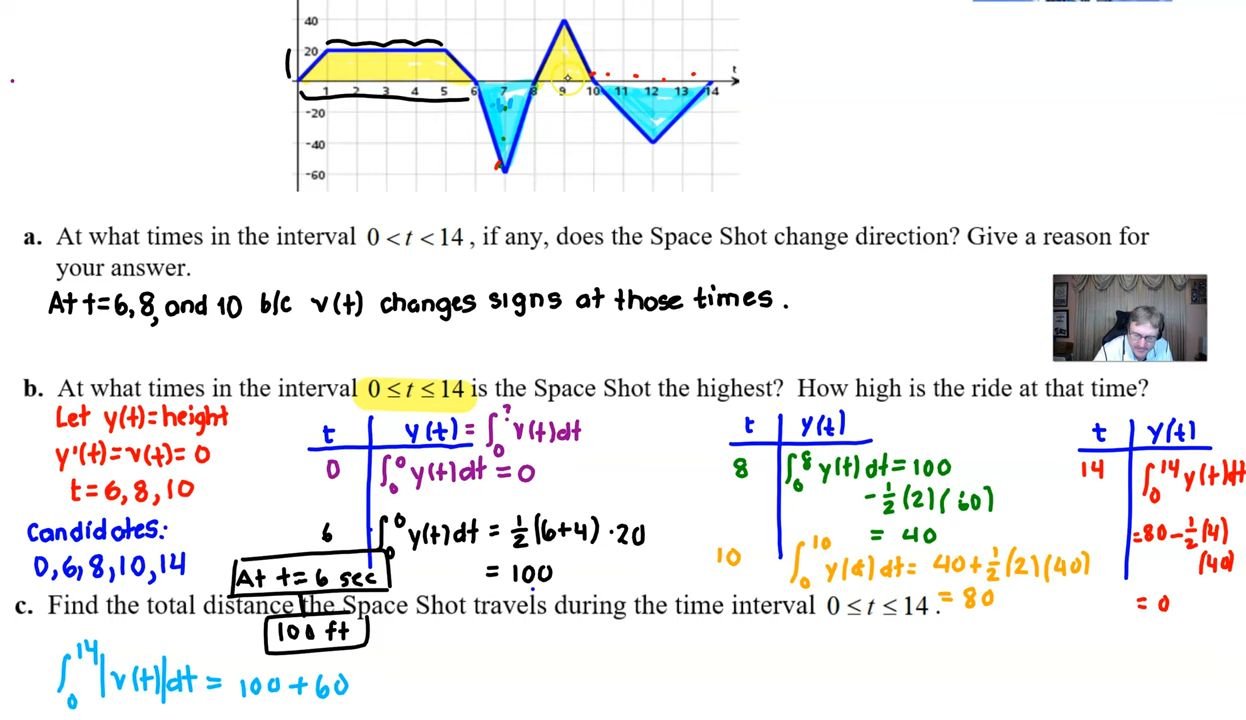 40
20
t
1 2 3 4 5 6 7 8 9 10 11 12 13 14
-20
-40
-60
a. At what times in the interval 0 < t < 14, if any, does the Space Shot change direction? Give a reason for
your answer.
At t=6, 8, and 10 b/c v(t) changes signs at those times.
b. At what times in the interval 0 ≤ t ≤ 14 is the Space Shot the highest? How high is the ride at that time?
Let y(t)=height
y'(t)=v(t)=0
t=6,8,10
Candidates:
0,6,8,10,14
t y(t) = ∫₀^? v(t)dt
0 ∫₀⁰ y(t)dt = 0
6 ∫₀⁰ y(t)dt = ½(6+4)·20
= 100
At t=6 sec
100 ft
t y(t)
8 ∫₀⁸ y(t)dt = 100
-½(2)(60)
= 40
10 ∫₀¹⁰ y(t)dt = 40+½(2)(40)
= 80
t y(t)
14 ∫₀¹⁴ y(t)dt
=80-½(4)
(40)
= 0
c. Find the total distance the Space Shot travels during the time interval 0 ≤ t ≤ 14.
∫₀¹⁴ |v(t)|dt = 100+60